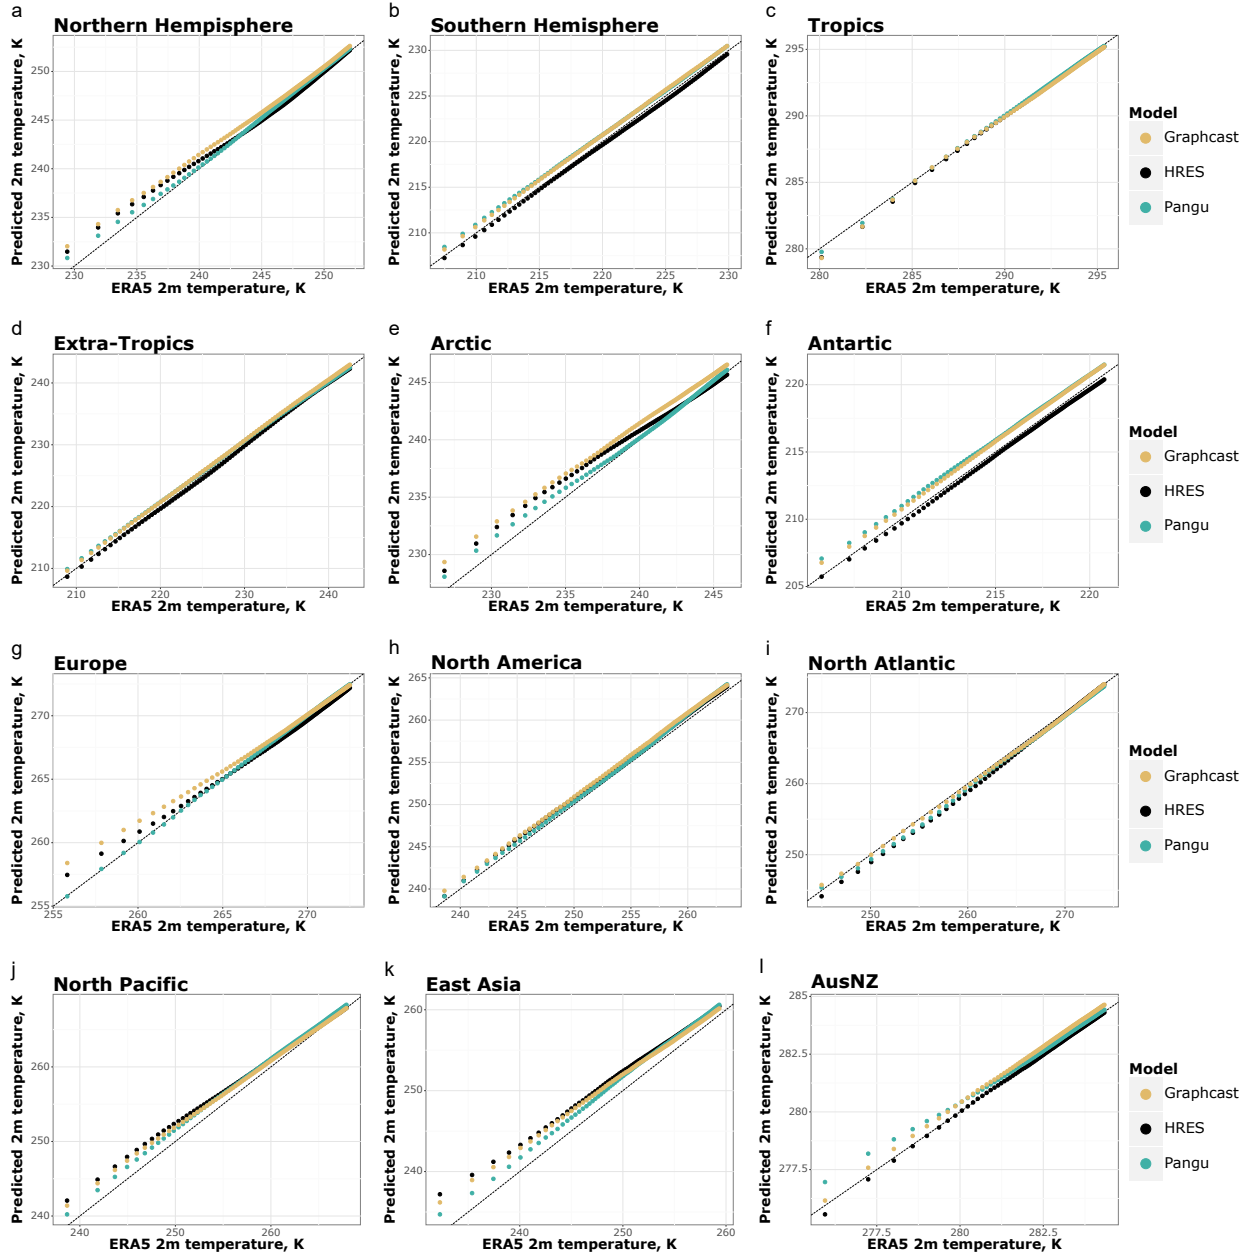 a
Northern Hempisphere
Predicted 2m temperature, K
250
245
240
235
230
230
235
240
245
250
ERA5 2m temperature, K
b
Southern Hemisphere
Predicted 2m temperature, K
230
225
220
215
210
210
215
220
225
230
ERA5 2m temperature, K
c
Tropics
Predicted 2m temperature, K
295
290
285
280
280
285
290
295
ERA5 2m temperature, K
Model
Graphcast
HRES
Pangu
d
Extra-Tropics
Predicted 2m temperature, K
240
230
220
210
210
220
230
240
ERA5 2m temperature, K
e
Arctic
Predicted 2m temperature, K
245
240
235
230
230
235
240
245
ERA5 2m temperature, K
f
Antartic
Predicted 2m temperature, K
220
215
210
205
210
215
220
ERA5 2m temperature, K
Model
Graphcast
HRES
Pangu
g
Europe
Predicted 2m temperature, K
270
265
260
255
255
260
265
270
ERA5 2m temperature, K
h
North America
Predicted 2m temperature, K
265
260
255
250
245
240
240
245
250
255
260
ERA5 2m temperature, K
i
North Atlantic
Predicted 2m temperature, K
270
260
250
250
260
270
ERA5 2m temperature, K
Model
Graphcast
HRES
Pangu
j
North Pacific
Predicted 2m temperature, K
260
250
240
240
250
260
ERA5 2m temperature, K
k
East Asia
Predicted 2m temperature, K
260
250
240
240
250
260
ERA5 2m temperature, K
l
AusNZ
Predicted 2m temperature, K
285
282.5
280
277.5
277.5
280
282.5
ERA5 2m temperature, K
Model
Graphcast
HRES
Pangu